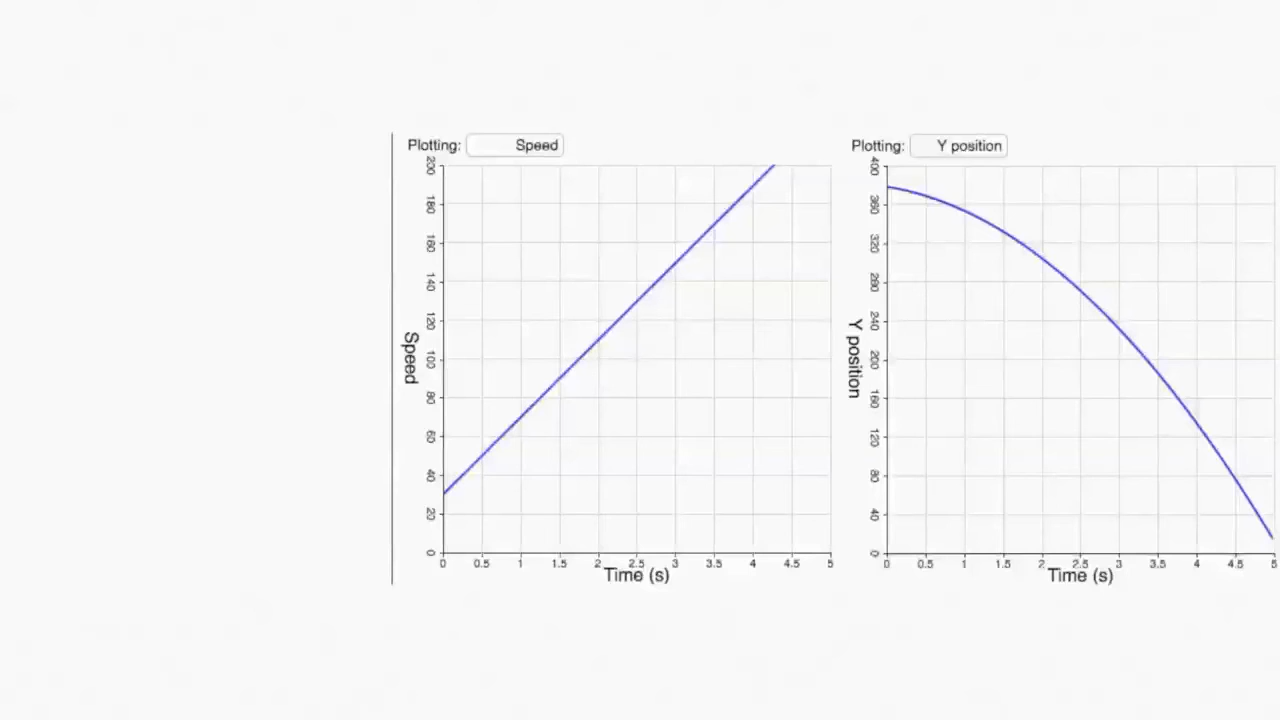 Plotting: Speed
200
180
160
140
120
100
80
60
40
20
0
Speed
0 0.5 1 1.5 2 2.5 3 3.5 4 4.5 5
Time (s)
Plotting: Y position
400
360
320
280
240
200
160
120
80
40
0
Y position
0 0.5 1 1.5 2 2.5 3 3.5 4 4.5 5
Time (s)